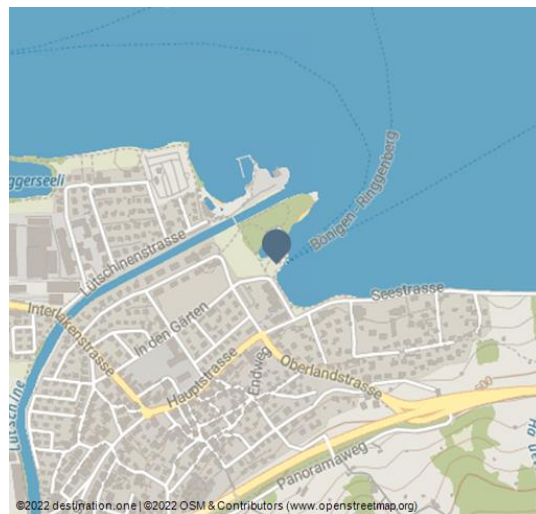 ggerseeli
Bönigen - Ringgenberg
Lütschinenstrasse
Seestrasse
Interlakenstrasse
In den Gärten
Hauptstrasse
Endweg
Oberlandstrasse
600
Lütschine
Panoramaweg
©2022 destination.one | ©2022 OSM & Contributors (www.openstreetmap.org)